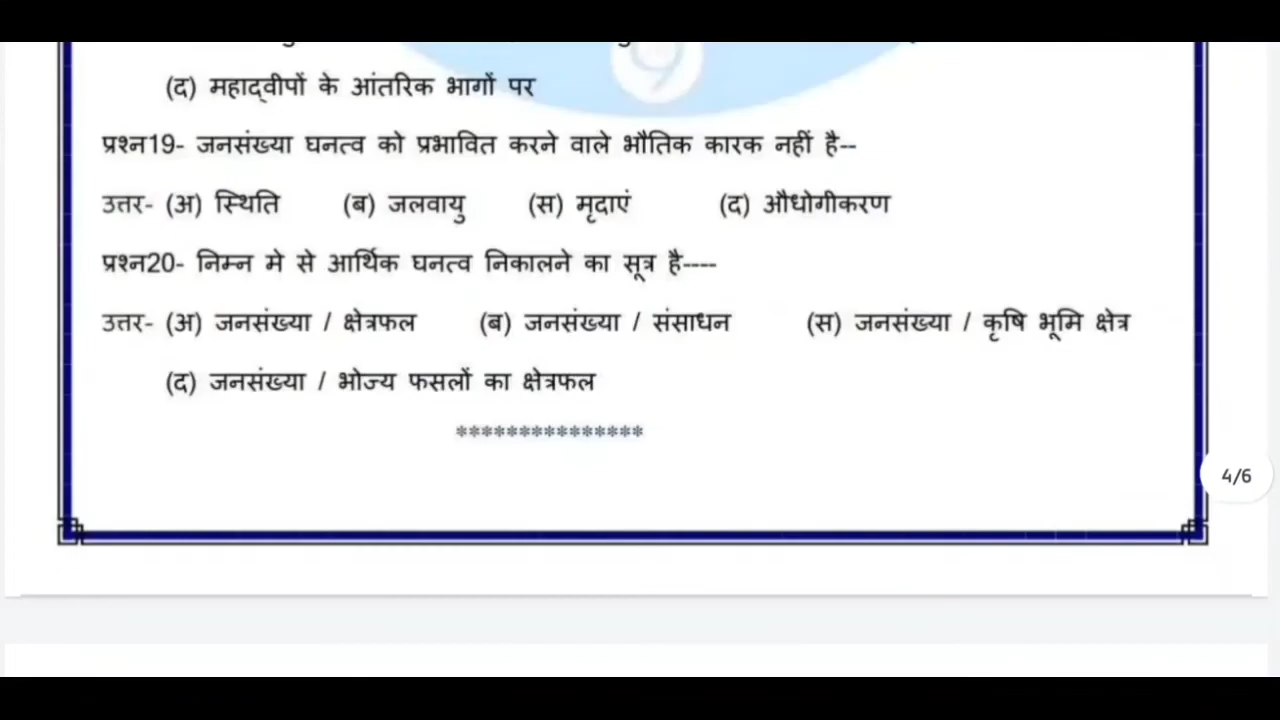 (द) महाद्वीपों के आंतरिक भागों पर
प्रश्न19- जनसंख्या घनत्व को प्रभावित करने वाले भौतिक कारक नहीं है--
उत्तर- (अ) स्थिति (ब) जलवायु (स) मृदाएं (द) औधोगीकरण
प्रश्न20- निम्न मे से आर्थिक घनत्व निकालने का सूत्र है----
उत्तर- (अ) जनसंख्या / क्षेत्रफल (ब) जनसंख्या / संसाधन (स) जनसंख्या / कृषि भूमि क्षेत्र
(द) जनसंख्या / भोज्य फसलों का क्षेत्रफल
***************
4/6